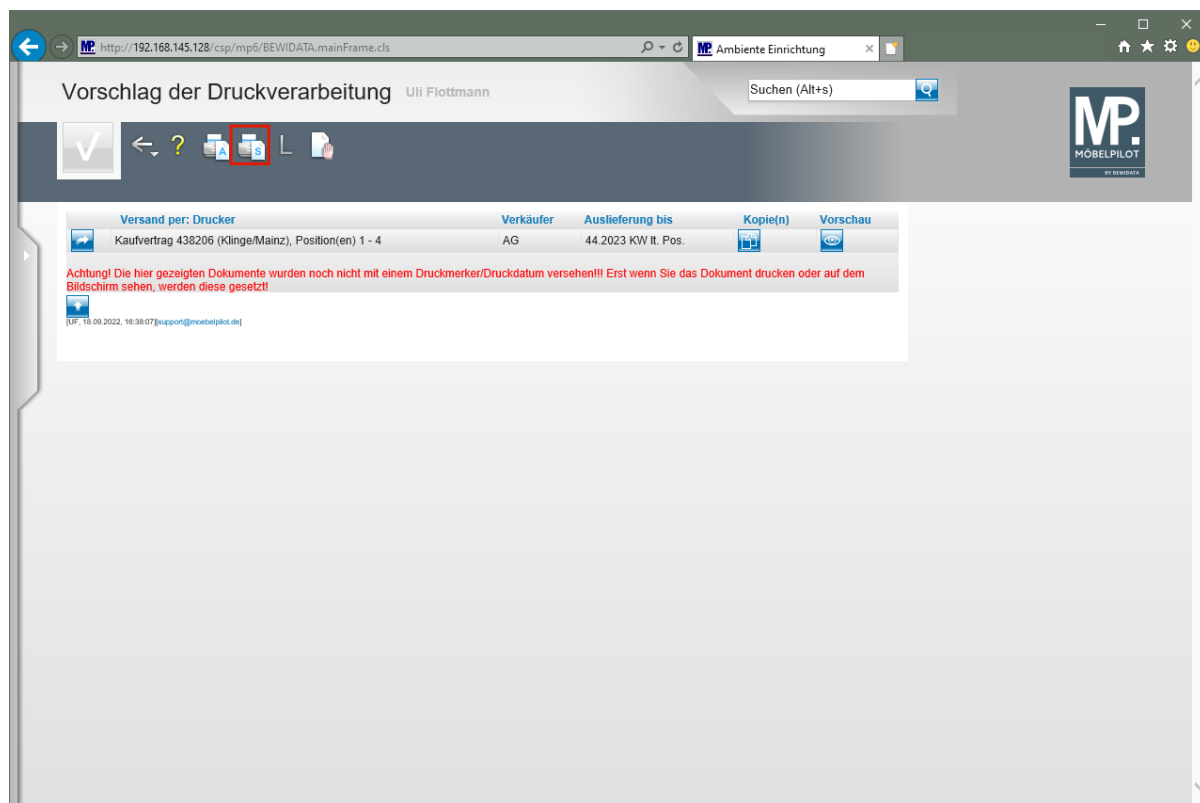 http://192.168.145.128/csp/mp6/BEWIDATA.mainFrame.cls
MP. Ambiente Einrichtung
Vorschlag der Druckverarbeitung Uli Flottmann
Suchen (Alt+s)
? A S L
MP.
MÖBELPILOT
BY BEWIDATA
Versand per: Drucker Verkäufer Auslieferung bis Kopie(n) Vorschau
Kaufvertrag 438206 (Klinge/Mainz), Position(en) 1 - 4 AG 44.2023 KW lt. Pos.
Achtung! Die hier gezeigten Dokumente wurden noch nicht mit einem Druckmerker/Druckdatum versehen!!! Erst wenn Sie das Dokument drucken oder auf dem
Bildschirm sehen, werden diese gesetzt!
[UF, 18.09.2022, 16:38:07][support@moebelpilot.de]